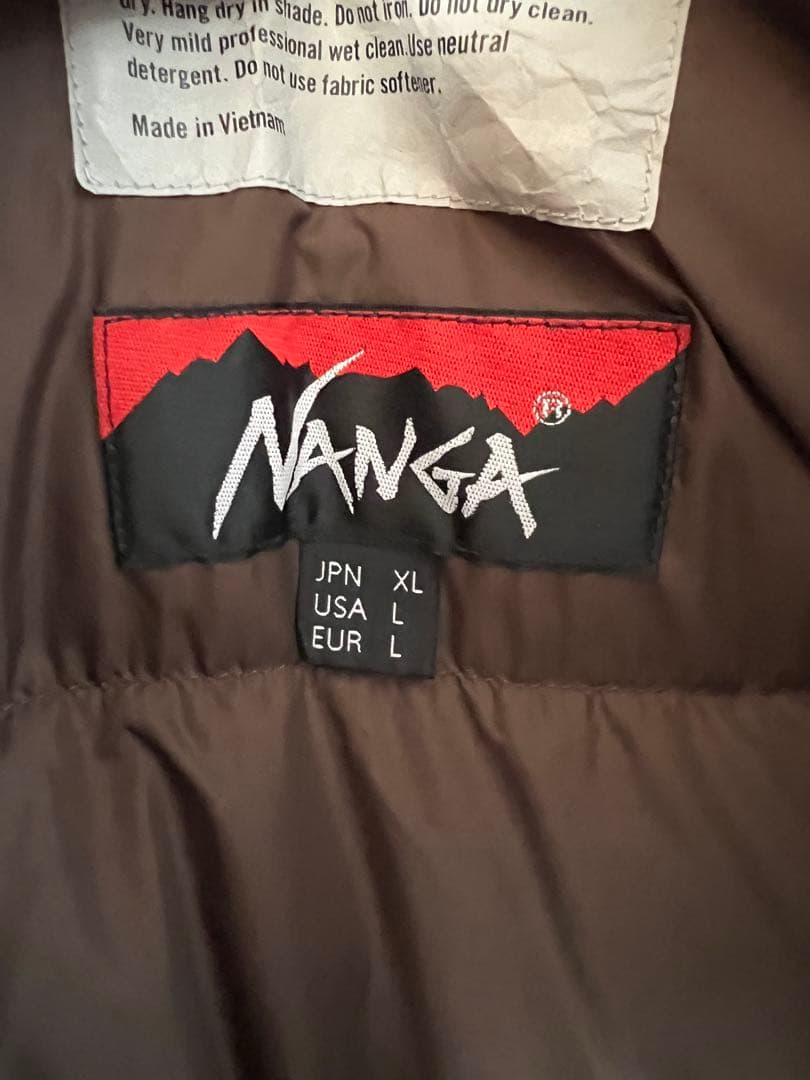 dry. Hang dry in shade. Do not iron. Do not dry clean.
Very mild professional wet clean.Use neutral
detergent. Do not use fabric softener.
Made in Vietnam
NANGA®
JPN XL
USA L
EUR L